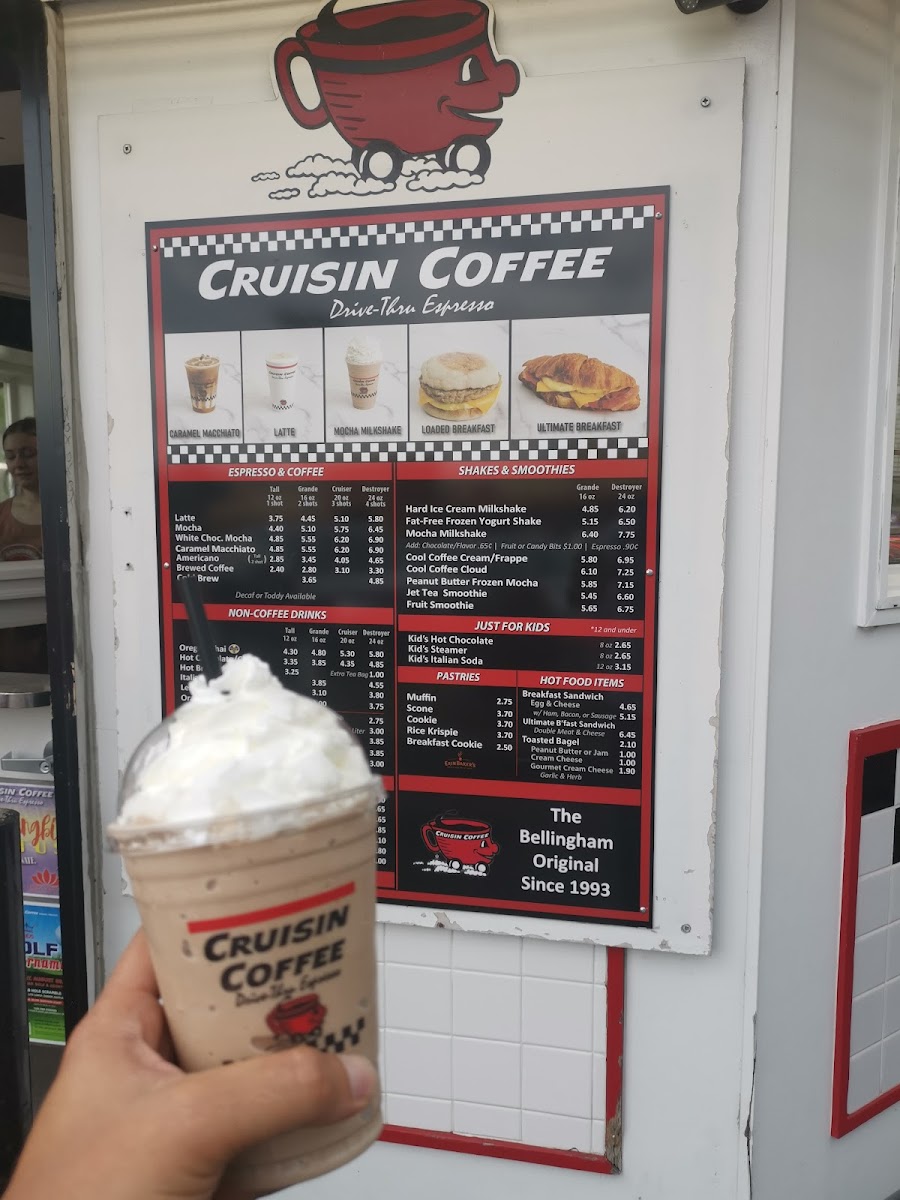 CRUISIN COFFEE
Drive-Thru Espresso
CARAMEL MACCHIATO
LATTE
MOCHA MILKSHAKE
LOADED BREAKFAST
ULTIMATE BREAKFAST
ESPRESSO & COFFEE
Tall Grande Cruiser Destroyer
12 oz 16 oz 20 oz 24 oz
1 shot 2 shots 3 shots 4 shots
Latte 3.75 4.45 5.10 5.80
Mocha 4.40 5.10 5.75 6.45
White Choc. Mocha 4.85 5.55 6.20 6.90
Caramel Macchiato 4.85 5.55 6.20 6.90
Americano 2.85 3.45 4.05 4.65
Brewed Coffee 2.40 2.80 3.10 3.30
Brew 3.65 4.85
Decaf or Toddy Available
NON-COFFEE DRINKS
Tall Grande Cruiser Destroyer
12 oz 16 oz 20 oz 24 oz
4.30 4.80 5.30 5.80
3.35 3.85 4.35 4.85
3.25 Extra Tea Bag 1.00
3.85 4.55
3.10 3.80
2.75
3.00
3.85
3.85
3.00
SHAKES & SMOOTHIES
Grande Destroyer
16 oz 24 oz
Hard Ice Cream Milkshake 4.85 6.20
Fat-Free Frozen Yogurt Shake 5.15 6.50
Mocha Milkshake 6.40 7.75
Add: Chocolate/Flavor .65¢ | Fruit or Candy Bits $1.00 | Espresso .90¢
Cool Coffee Cream/Frappe 5.80 6.95
Cool Coffee Cloud 6.10 7.25
Peanut Butter Frozen Mocha 5.85 7.15
Jet Tea Smoothie 5.45 6.60
Fruit Smoothie 5.65 6.75
JUST FOR KIDS *12 and under
Kid's Hot Chocolate 8 oz 2.65
Kid's Steamer 8 oz 2.65
Kid's Italian Soda 12 oz 3.15
PASTRIES
Muffin 2.75
Scone 3.70
Cookie 3.70
Rice Krispie 3.70
Breakfast Cookie 2.50
HOT FOOD ITEMS
Breakfast Sandwich
Egg & Cheese 4.65
w/ Ham, Bacon, or Sausage 5.15
Ultimate B'fast Sandwich
Double Meat & Cheese 6.45
Toasted Bagel 2.10
Peanut Butter or Jam 1.00
Cream Cheese 1.00
Gourmet Cream Cheese 1.90
Garlic & Herb
CRUISIN COFFEE
The
Bellingham
Original
Since 1993
CRUISIN
COFFEE
Drive-Thru Espresso